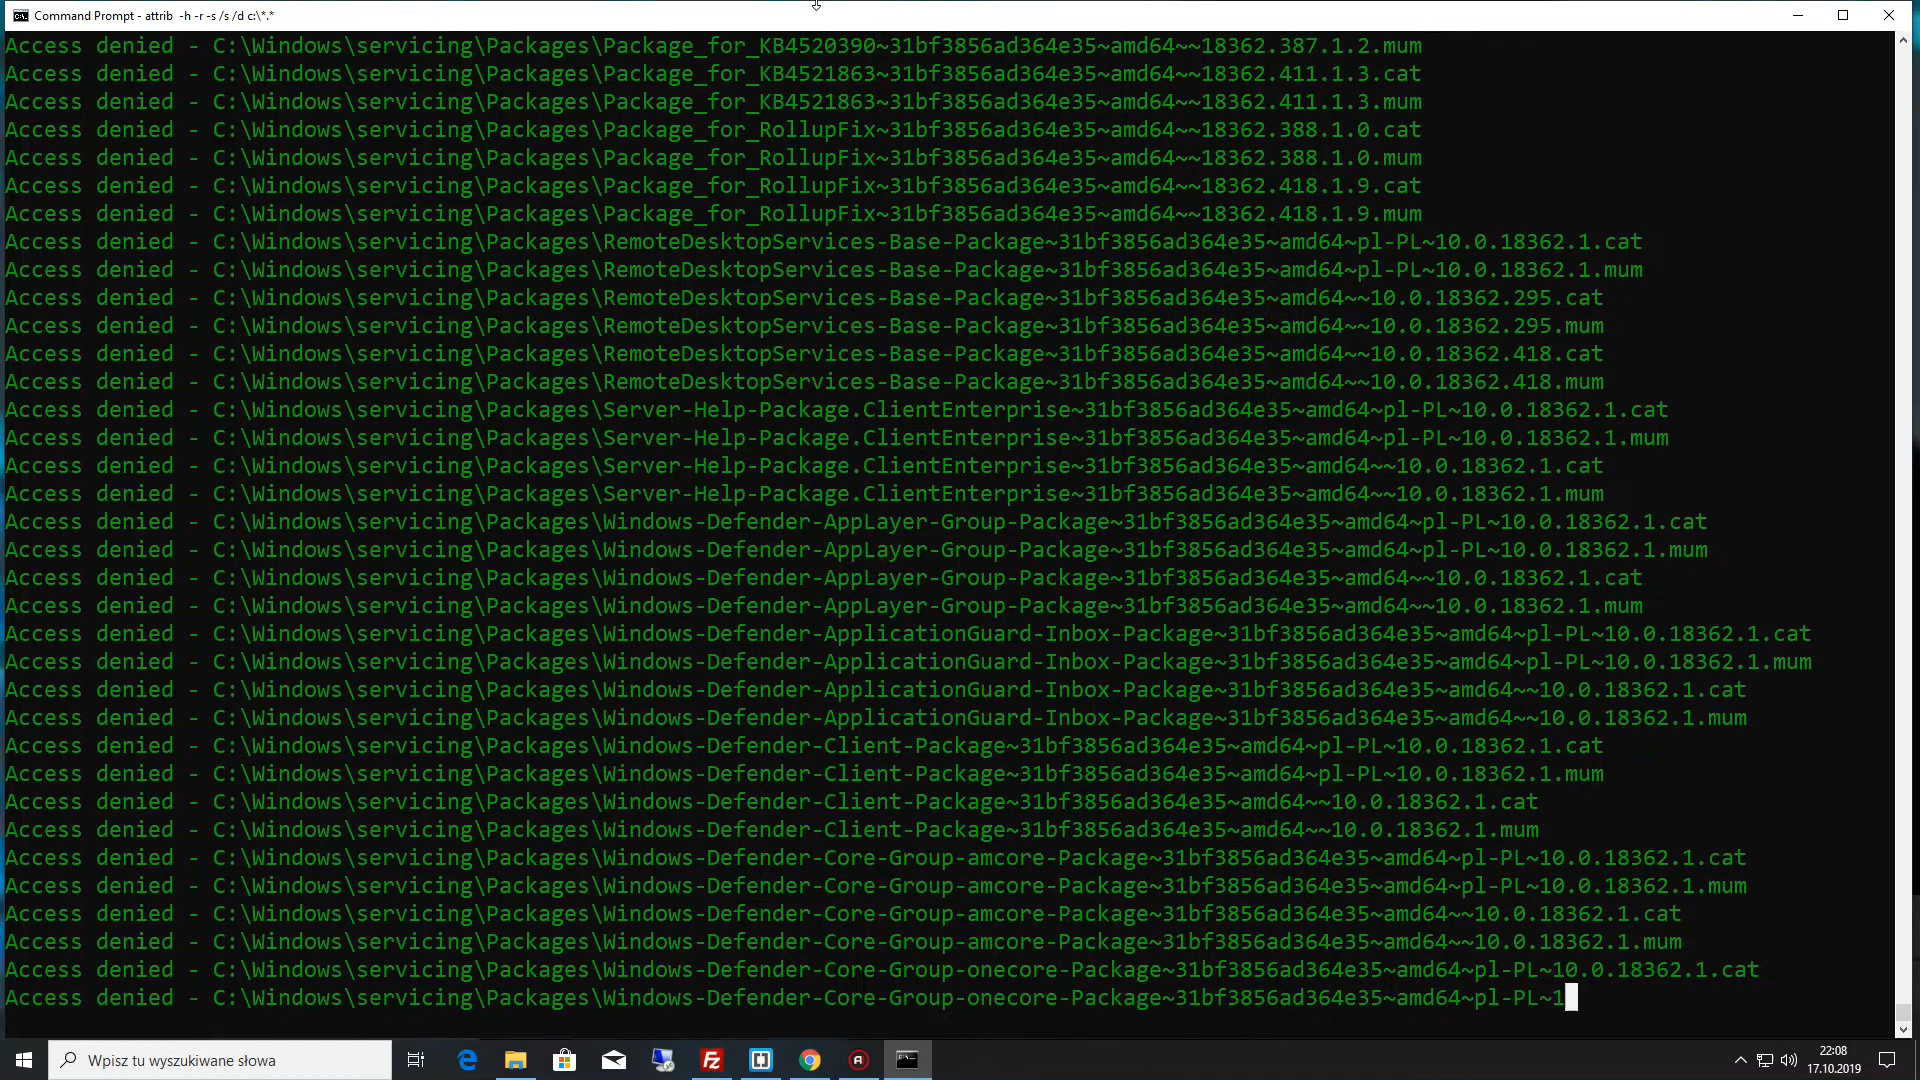 Command Prompt - attrib  -h -r -s /s /d c:\*.*
Access denied - C:\Windows\servicing\Packages\Package_for_KB4520390~31bf3856ad364e35~amd64~~18362.387.1.2.mum
Access denied - C:\Windows\servicing\Packages\Package_for_KB4521863~31bf3856ad364e35~amd64~~18362.411.1.3.cat
Access denied - C:\Windows\servicing\Packages\Package_for_KB4521863~31bf3856ad364e35~amd64~~18362.411.1.3.mum
Access denied - C:\Windows\servicing\Packages\Package_for_RollupFix~31bf3856ad364e35~amd64~~18362.388.1.0.cat
Access denied - C:\Windows\servicing\Packages\Package_for_RollupFix~31bf3856ad364e35~amd64~~18362.388.1.0.mum
Access denied - C:\Windows\servicing\Packages\Package_for_RollupFix~31bf3856ad364e35~amd64~~18362.418.1.9.cat
Access denied - C:\Windows\servicing\Packages\Package_for_RollupFix~31bf3856ad364e35~amd64~~18362.418.1.9.mum
Access denied - C:\Windows\servicing\Packages\RemoteDesktopServices-Base-Package~31bf3856ad364e35~amd64~pl-PL~10.0.18362.1.cat
Access denied - C:\Windows\servicing\Packages\RemoteDesktopServices-Base-Package~31bf3856ad364e35~amd64~pl-PL~10.0.18362.1.mum
Access denied - C:\Windows\servicing\Packages\RemoteDesktopServices-Base-Package~31bf3856ad364e35~amd64~~10.0.18362.295.cat
Access denied - C:\Windows\servicing\Packages\RemoteDesktopServices-Base-Package~31bf3856ad364e35~amd64~~10.0.18362.295.mum
Access denied - C:\Windows\servicing\Packages\RemoteDesktopServices-Base-Package~31bf3856ad364e35~amd64~~10.0.18362.418.cat
Access denied - C:\Windows\servicing\Packages\RemoteDesktopServices-Base-Package~31bf3856ad364e35~amd64~~10.0.18362.418.mum
Access denied - C:\Windows\servicing\Packages\Server-Help-Package.ClientEnterprise~31bf3856ad364e35~amd64~pl-PL~10.0.18362.1.cat
Access denied - C:\Windows\servicing\Packages\Server-Help-Package.ClientEnterprise~31bf3856ad364e35~amd64~pl-PL~10.0.18362.1.mum
Access denied - C:\Windows\servicing\Packages\Server-Help-Package.ClientEnterprise~31bf3856ad364e35~amd64~~10.0.18362.1.cat
Access denied - C:\Windows\servicing\Packages\Server-Help-Package.ClientEnterprise~31bf3856ad364e35~amd64~~10.0.18362.1.mum
Access denied - C:\Windows\servicing\Packages\Windows-Defender-AppLayer-Group-Package~31bf3856ad364e35~amd64~pl-PL~10.0.18362.1.cat
Access denied - C:\Windows\servicing\Packages\Windows-Defender-AppLayer-Group-Package~31bf3856ad364e35~amd64~pl-PL~10.0.18362.1.mum
Access denied - C:\Windows\servicing\Packages\Windows-Defender-AppLayer-Group-Package~31bf3856ad364e35~amd64~~10.0.18362.1.cat
Access denied - C:\Windows\servicing\Packages\Windows-Defender-AppLayer-Group-Package~31bf3856ad364e35~amd64~~10.0.18362.1.mum
Access denied - C:\Windows\servicing\Packages\Windows-Defender-ApplicationGuard-Inbox-Package~31bf3856ad364e35~amd64~pl-PL~10.0.18362.1.cat
Access denied - C:\Windows\servicing\Packages\Windows-Defender-ApplicationGuard-Inbox-Package~31bf3856ad364e35~amd64~pl-PL~10.0.18362.1.mum
Access denied - C:\Windows\servicing\Packages\Windows-Defender-ApplicationGuard-Inbox-Package~31bf3856ad364e35~amd64~~10.0.18362.1.cat
Access denied - C:\Windows\servicing\Packages\Windows-Defender-ApplicationGuard-Inbox-Package~31bf3856ad364e35~amd64~~10.0.18362.1.mum
Access denied - C:\Windows\servicing\Packages\Windows-Defender-Client-Package~31bf3856ad364e35~amd64~pl-PL~10.0.18362.1.cat
Access denied - C:\Windows\servicing\Packages\Windows-Defender-Client-Package~31bf3856ad364e35~amd64~pl-PL~10.0.18362.1.mum
Access denied - C:\Windows\servicing\Packages\Windows-Defender-Client-Package~31bf3856ad364e35~amd64~~10.0.18362.1.cat
Access denied - C:\Windows\servicing\Packages\Windows-Defender-Client-Package~31bf3856ad364e35~amd64~~10.0.18362.1.mum
Access denied - C:\Windows\servicing\Packages\Windows-Defender-Core-Group-amcore-Package~31bf3856ad364e35~amd64~pl-PL~10.0.18362.1.cat
Access denied - C:\Windows\servicing\Packages\Windows-Defender-Core-Group-amcore-Package~31bf3856ad364e35~amd64~pl-PL~10.0.18362.1.mum
Access denied - C:\Windows\servicing\Packages\Windows-Defender-Core-Group-amcore-Package~31bf3856ad364e35~amd64~~10.0.18362.1.cat
Access denied - C:\Windows\servicing\Packages\Windows-Defender-Core-Group-amcore-Package~31bf3856ad364e35~amd64~~10.0.18362.1.mum
Access denied - C:\Windows\servicing\Packages\Windows-Defender-Core-Group-onecore-Package~31bf3856ad364e35~amd64~pl-PL~10.0.18362.1.cat
Access denied - C:\Windows\servicing\Packages\Windows-Defender-Core-Group-onecore-Package~31bf3856ad364e35~amd64~pl-PL~1
Wpisz tu wyszukiwane słowa
22:08
17.10.2019